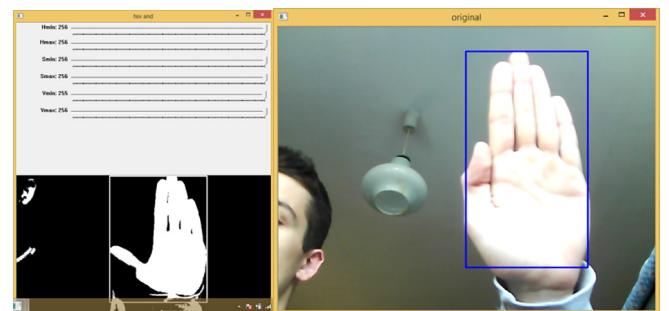 hsv and
Hmin: 256
Hmax: 256
Smin: 256
Smax: 256
Vmin: 255
Vmax: 256
original